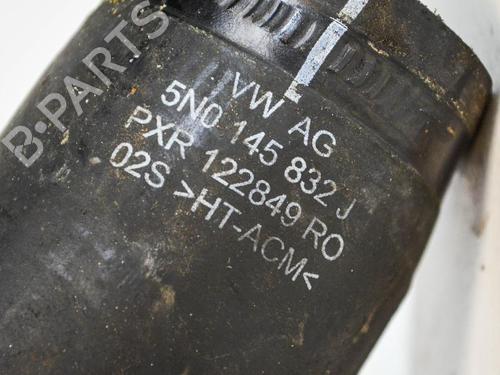 B-PARTS
VW AG
5N0 145 832 J
PXR 122849 RO
02S >HT-ACM<